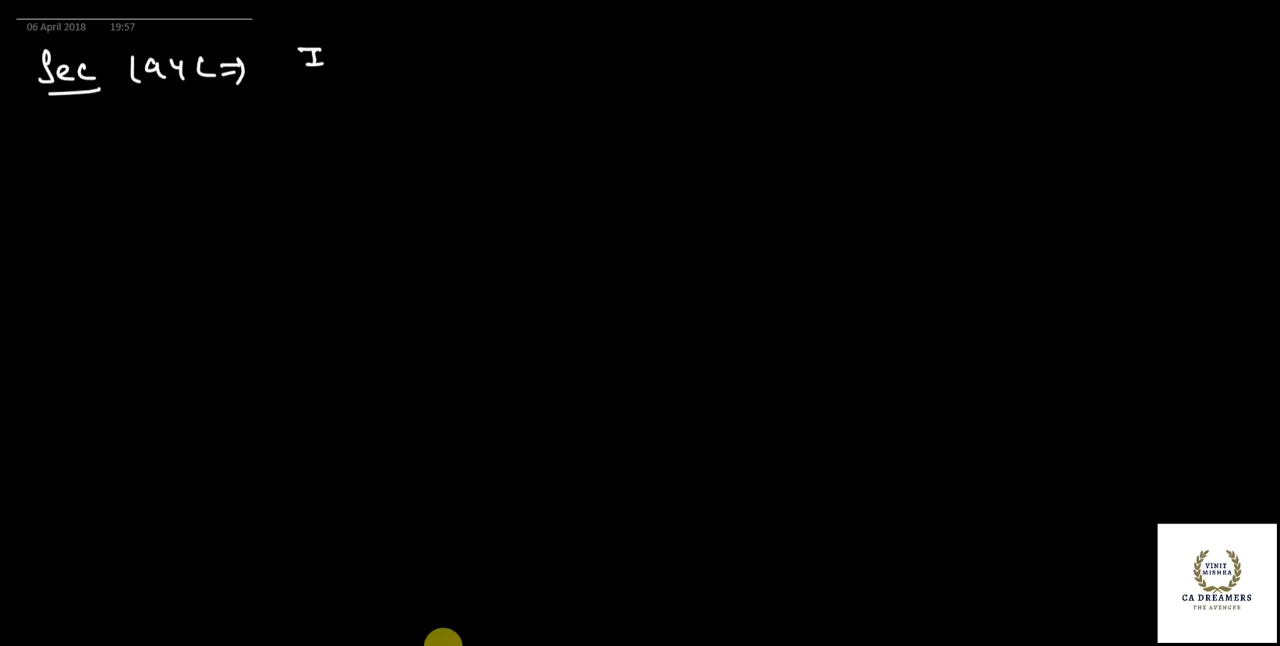 06 April 2018 19:57
Sec 194C => I
VINIT
MISHRA
CA DREAMERS
THE AVENGER